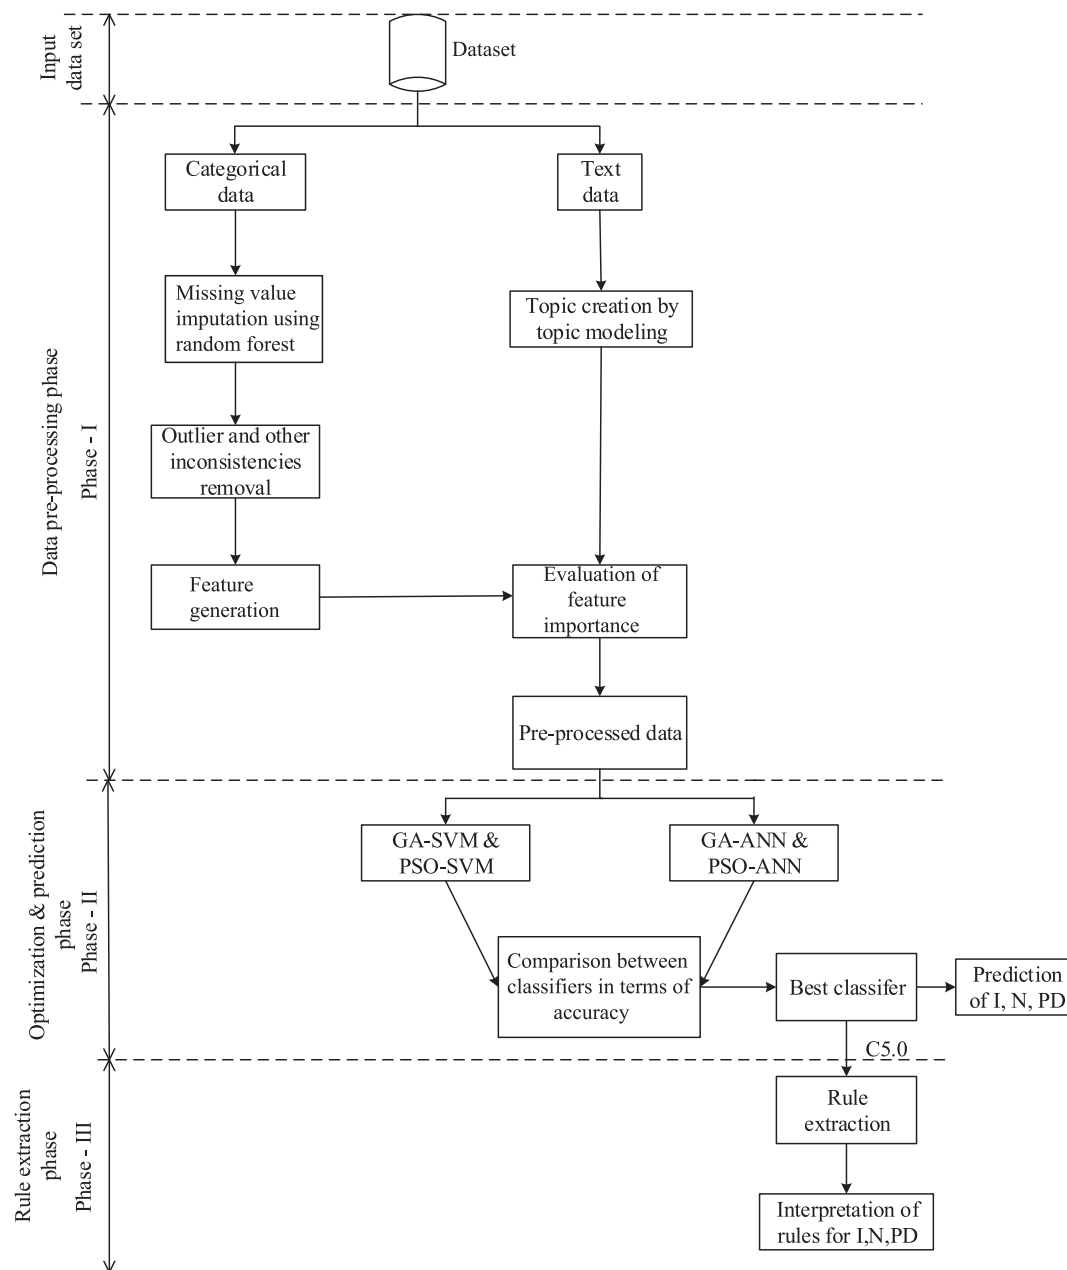 Input
data set
Dataset
Data pre-processing phase
Phase - I
Categorical
data
Text
data
Missing value
imputation using
random forest
Topic creation by
topic modeling
Outlier and other
inconsistencies
removal
Feature
generation
Evaluation of
feature
importance
Pre-processed data
Optimization & prediction
phase
Phase - II
GA-SVM &
PSO-SVM
GA-ANN &
PSO-ANN
Comparison between
classifiers in terms of
accuracy
Best classifer
Prediction
of I, N, PD
C5.0
Rule extraction
phase
Phase - III
Rule
extraction
Interpretation of
rules for I,N,PD